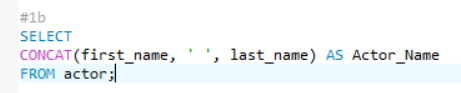 #1b
SELECT
CONCAT(first_name, ' ', last_name) AS Actor_Name
FROM actor;